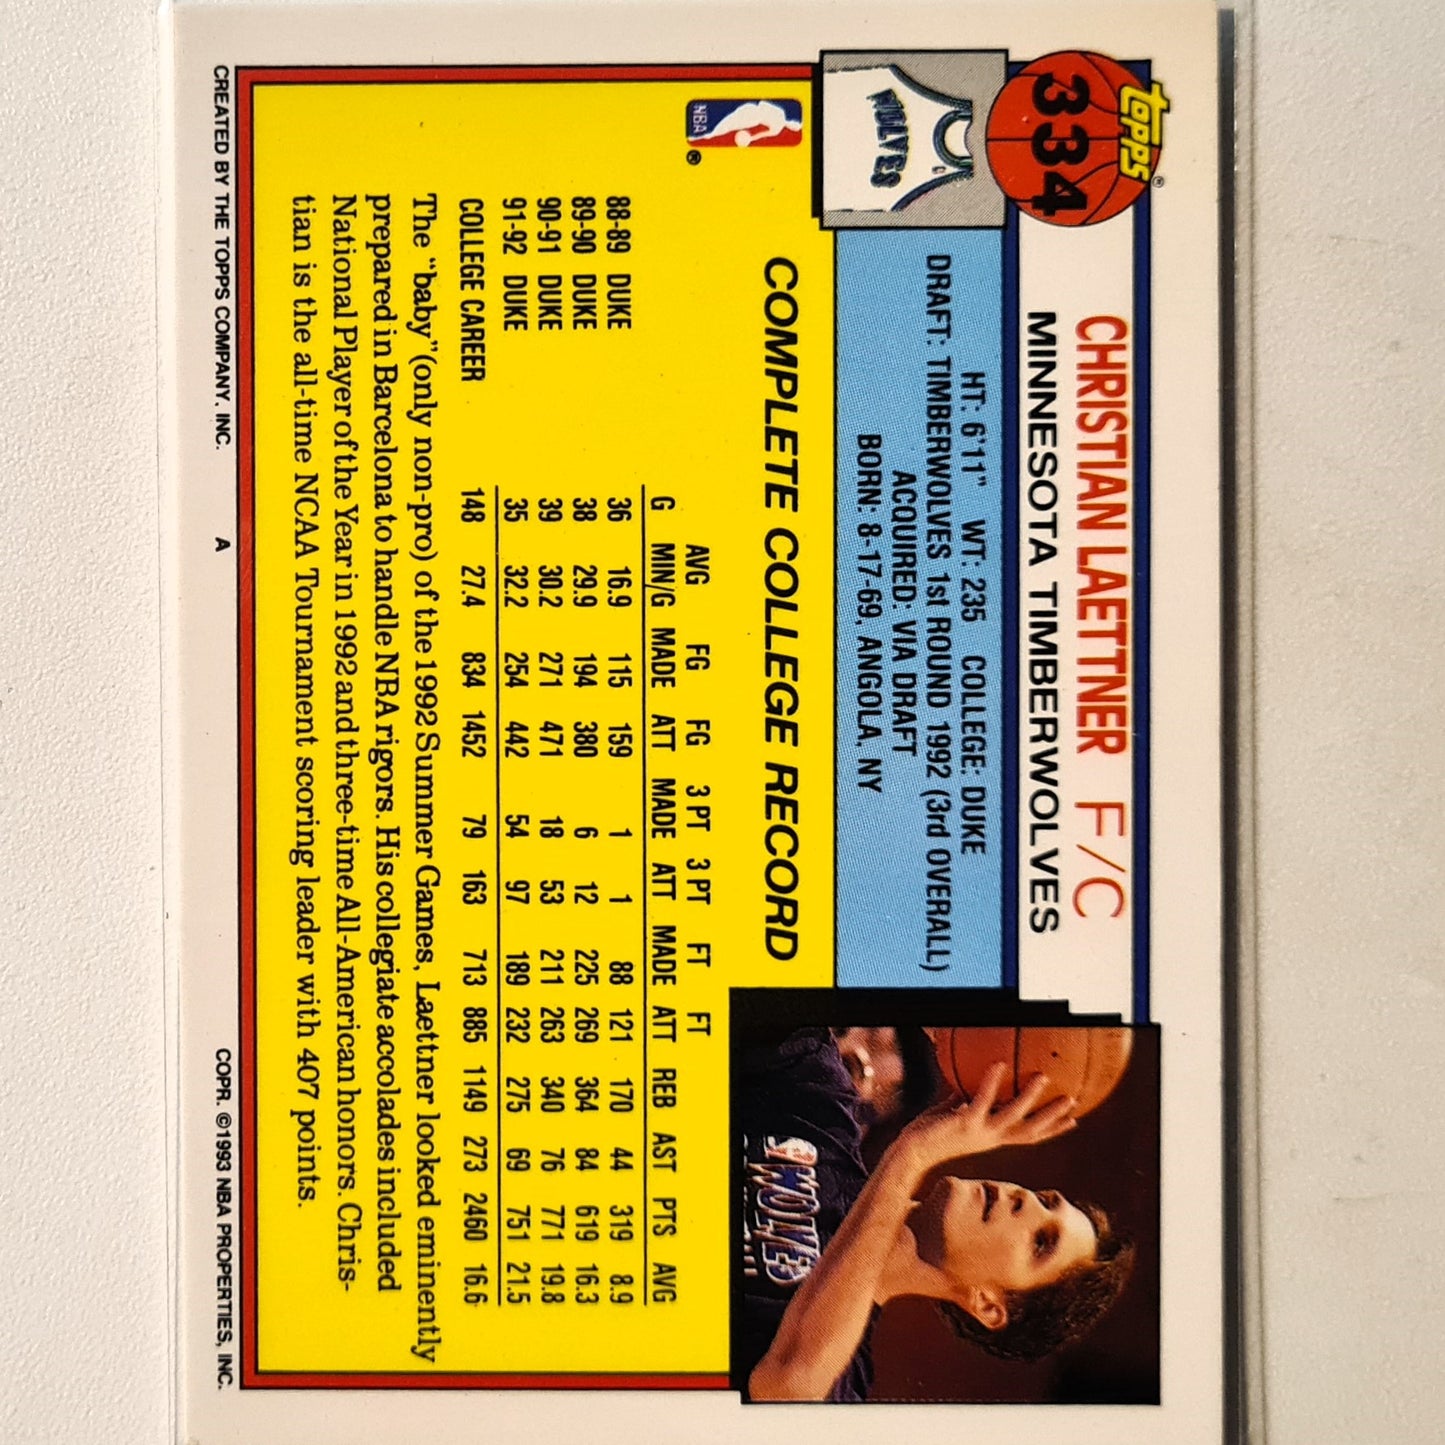 topps®
334
CHRISTIAN LAETTNER F/C
MINNESOTA TIMBERWOLVES
WOLVES
HT: 6'11" WT: 235 COLLEGE: DUKE
DRAFT: TIMBERWOLVES 1st ROUND 1992 (3rd OVERALL)
ACQUIRED: VIA DRAFT
BORN: 8-17-69, ANGOLA, NY
WOLVES
NBA ®
COMPLETE COLLEGE RECORD
AVG FG FG 3 PT 3 PT FT FT
G MIN/G MADE ATT MADE ATT MADE ATT REB AST PTS AVG
88-89 DUKE 36 16.9 115 159 1 1 88 121 170 44 319 8.9
89-90 DUKE 38 29.9 194 380 6 12 225 269 364 84 619 16.3
90-91 DUKE 39 30.2 271 471 18 53 211 263 340 76 771 19.8
91-92 DUKE 35 32.2 254 442 54 97 189 232 275 69 751 21.5
COLLEGE CAREER 148 27.4 834 1452 79 163 713 885 1149 273 2460 16.6
The "baby" (only non-pro) of the 1992 Summer Games, Laettner looked eminently
prepared in Barcelona to handle NBA rigors. His collegiate accolades included
National Player of the Year in 1992 and three-time All-American honors. Chris-
tian is the all-time NCAA Tournament scoring leader with 407 points.
CREATED BY THE TOPPS COMPANY, INC. A COPR. ©1993 NBA PROPERTIES, INC.